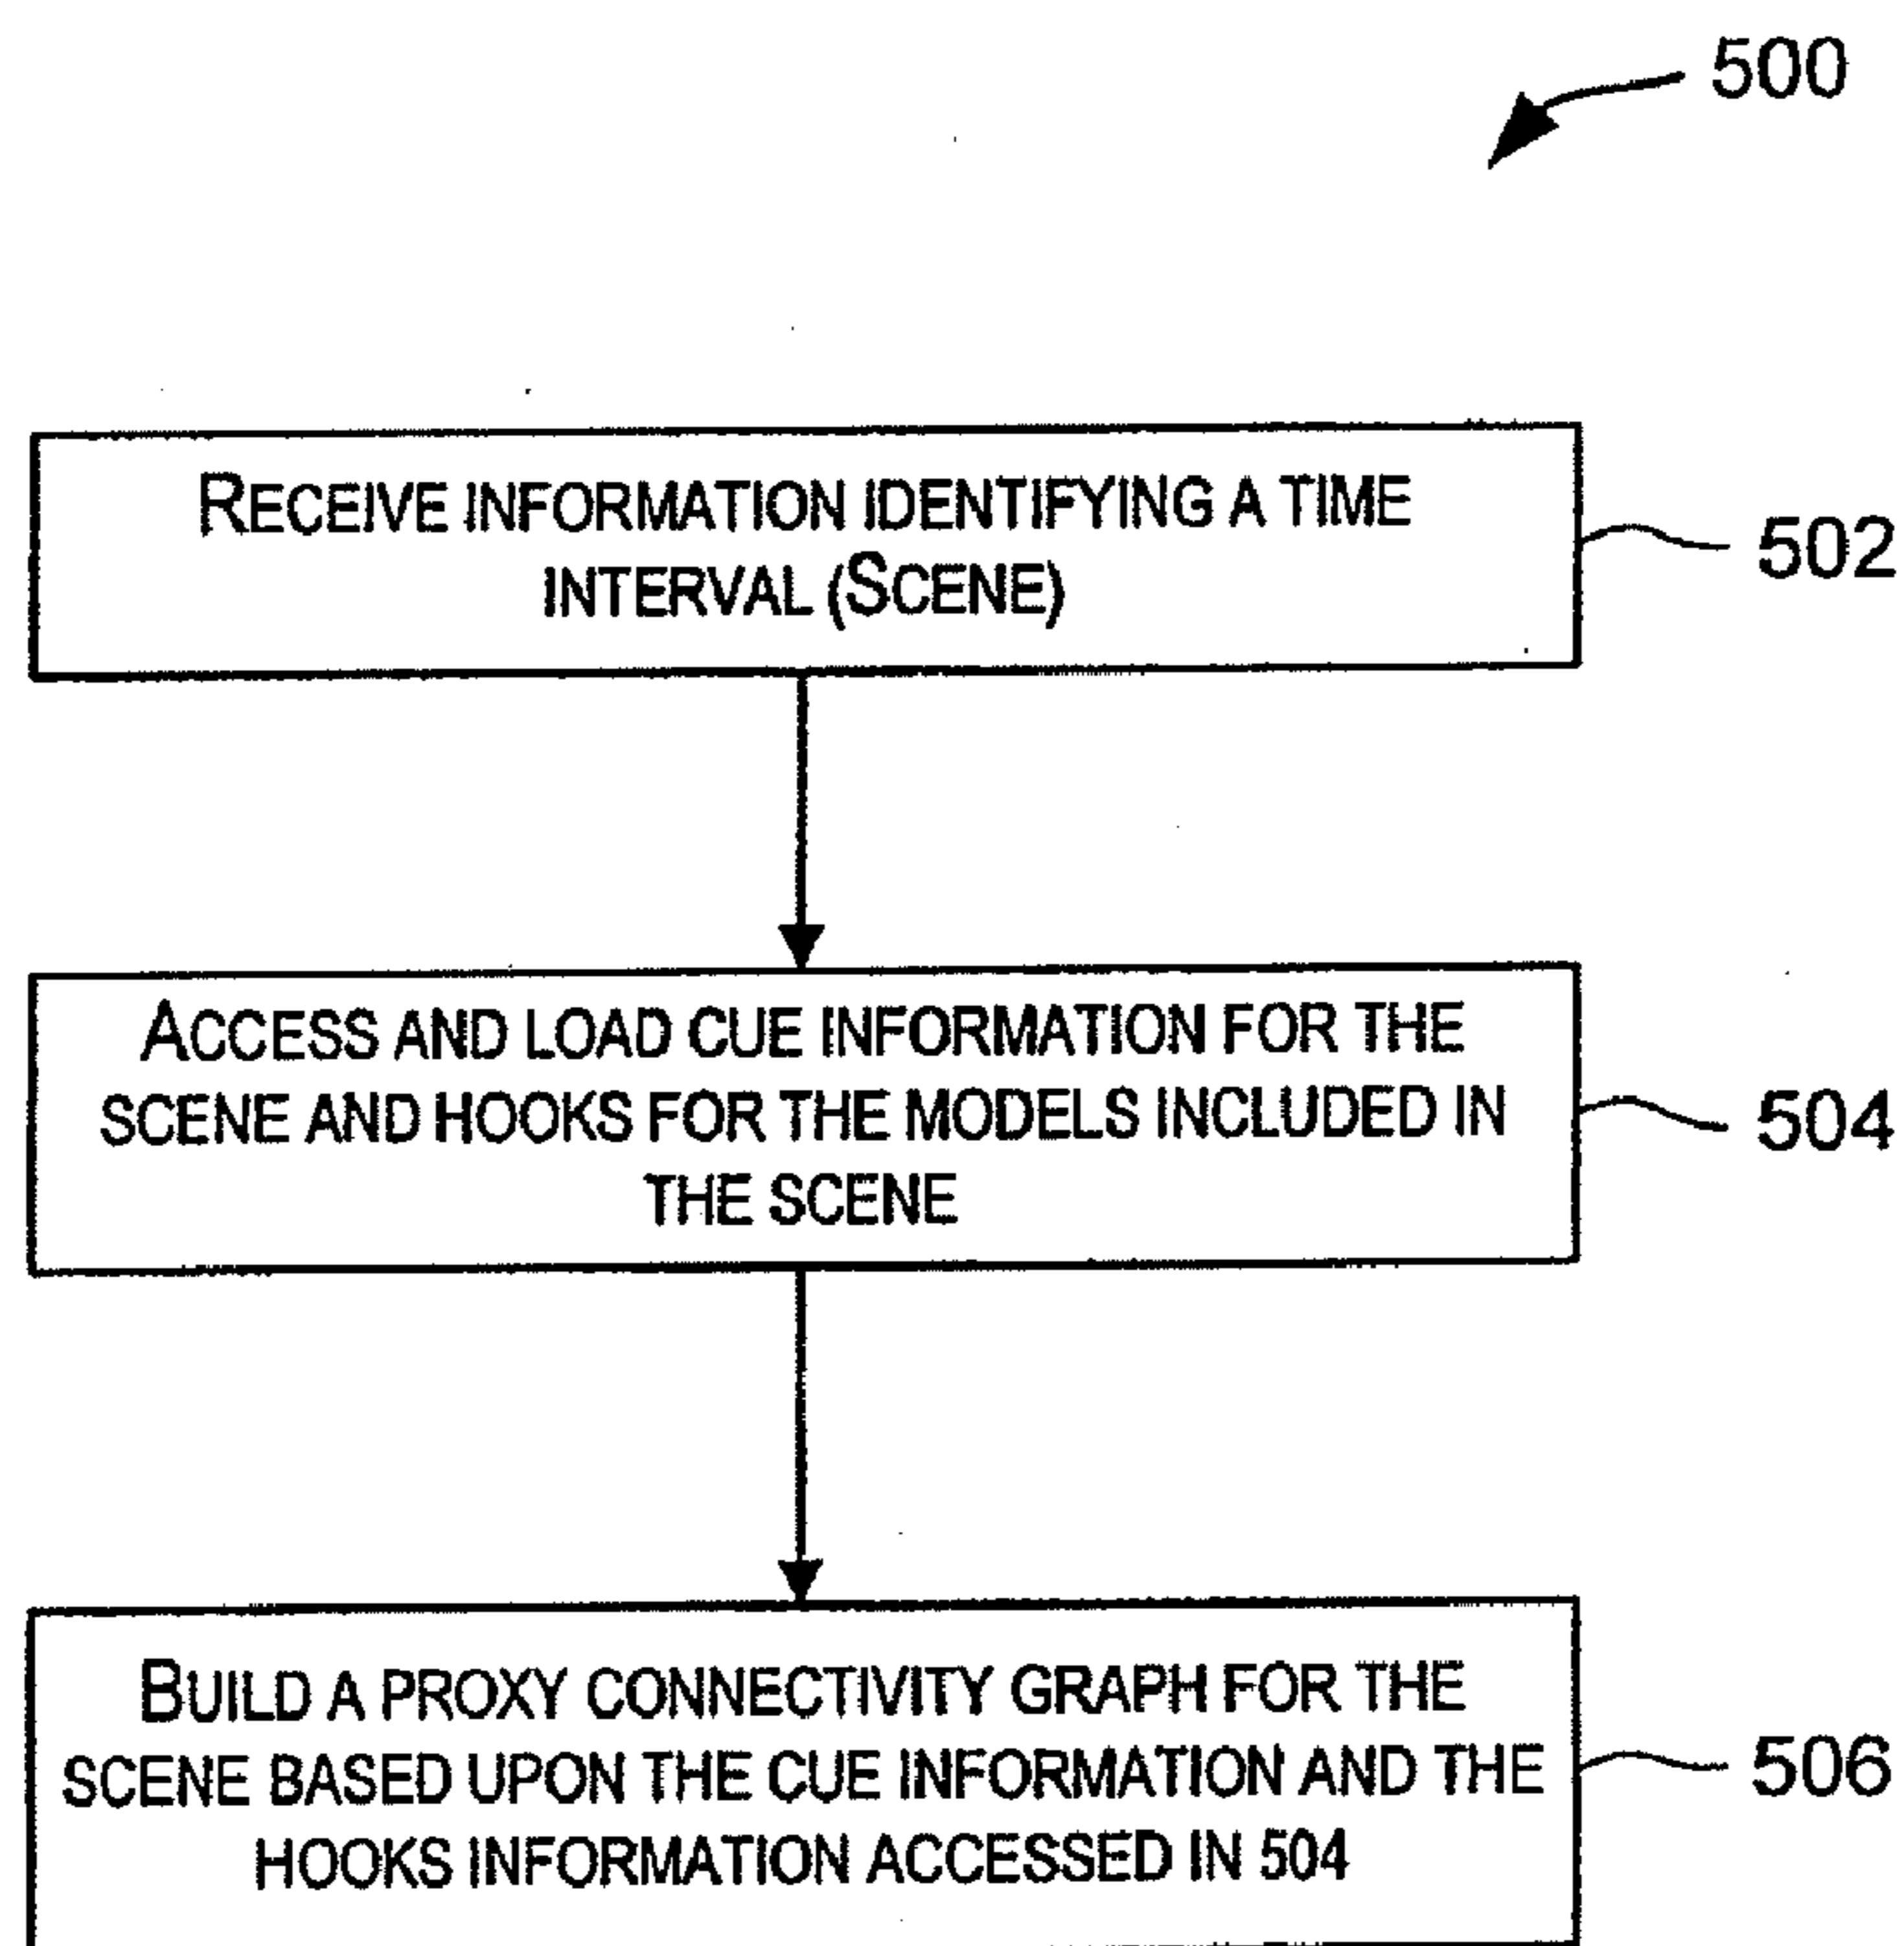 500
RECEIVE INFORMATION IDENTIFYING A TIME
INTERVAL (SCENE)
502
ACCESS AND LOAD CUE INFORMATION FOR THE
SCENE AND HOOKS FOR THE MODELS INCLUDED IN
THE SCENE
504
BUILD A PROXY CONNECTIVITY GRAPH FOR THE
SCENE BASED UPON THE CUE INFORMATION AND THE
HOOKS INFORMATION ACCESSED IN 504
506